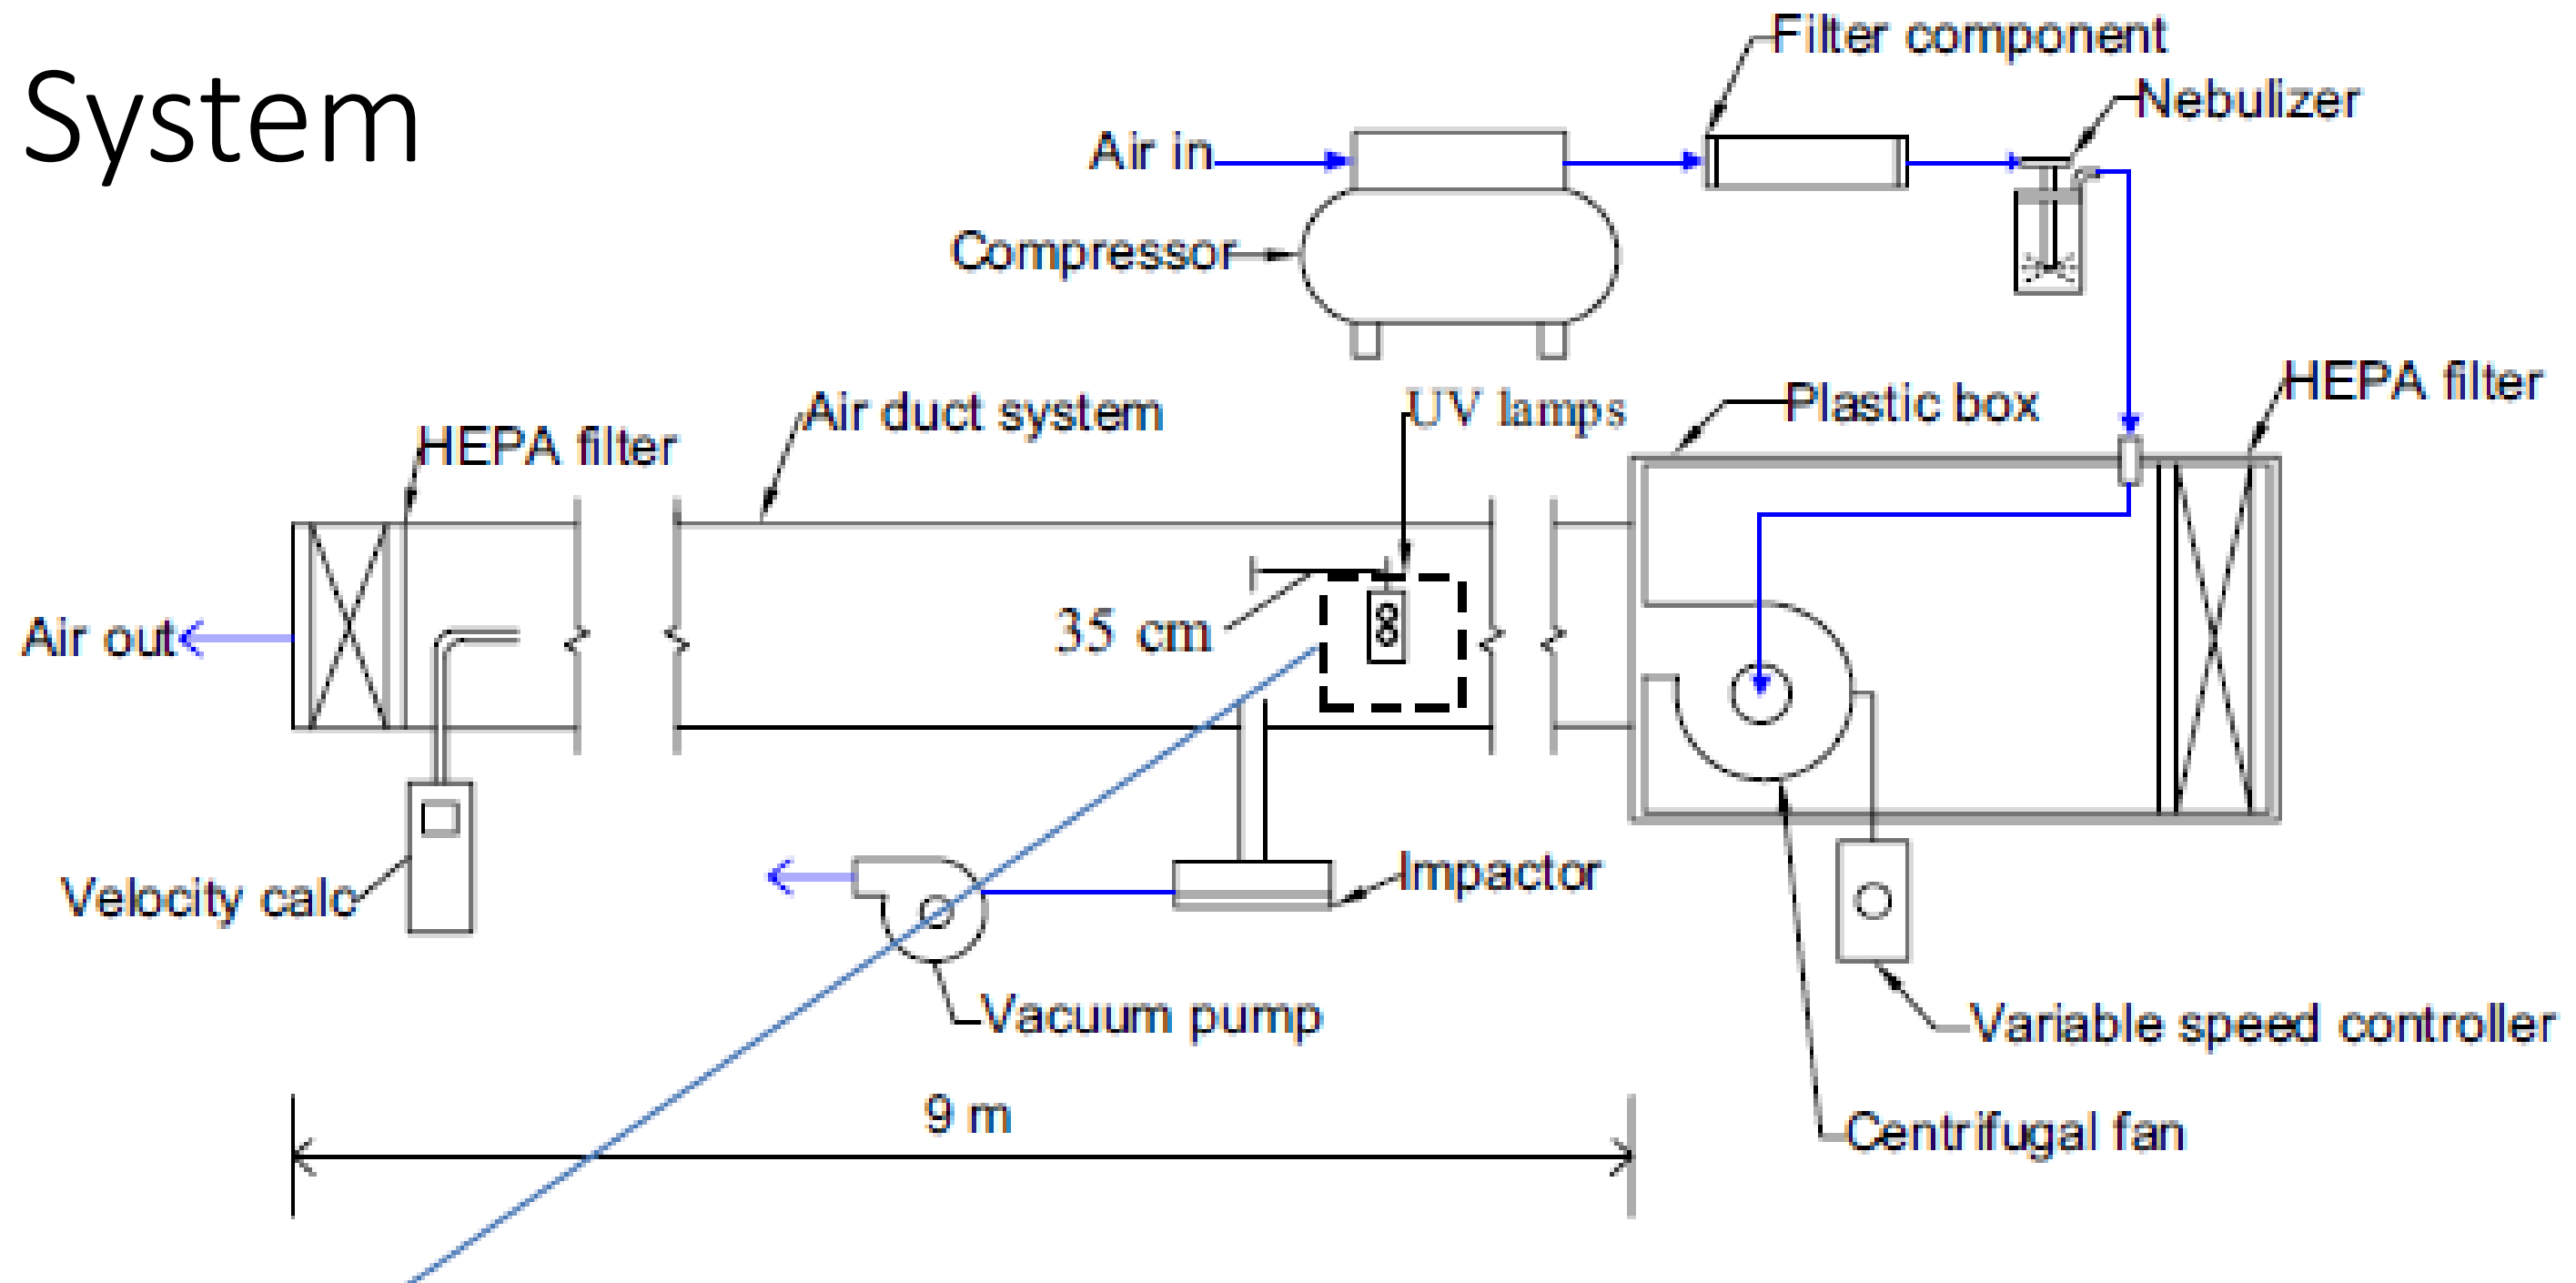 System
Filter component
Nebulizer
Air in
Compressor
HEPA filter
Plastic box
UV lamps
Air duct system
HEPA filter
35 cm
Air out
Impactor
Velocity calc
Vacuum pump
Variable speed controller
9 m
Centrifugal fan